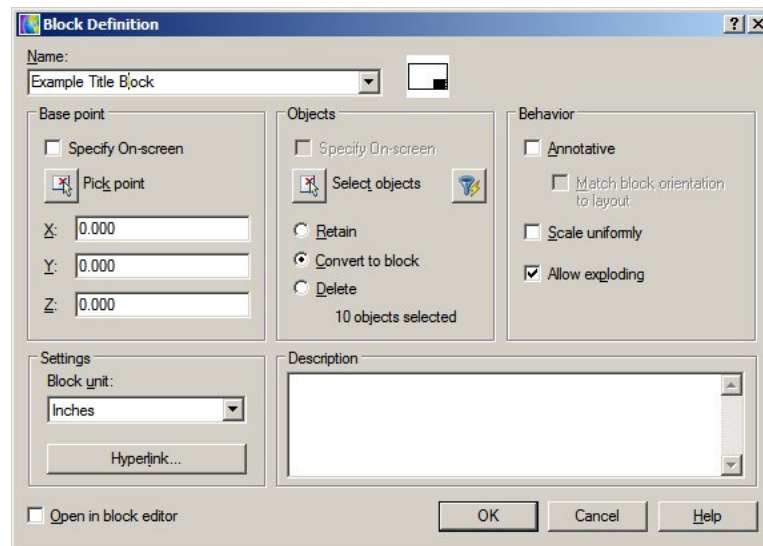 Block Definition
Name:
Example Title Block
Base point
Specify On-screen
Pick point
X: 0.000
Y: 0.000
Z: 0.000
Objects
Specify On-screen
Select objects
Retain
Convert to block
Delete
10 objects selected
Behavior
Annotative
Match block orientation
to layout
Scale uniformly
Allow exploding
Settings
Block unit:
Inches
Hyperlink...
Description
Open in block editor
OK Cancel Help